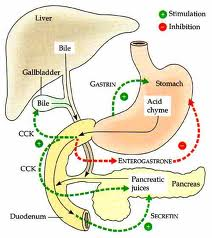 + Stimulation
− Inhibition
Liver
Bile
Gallbladder
GASTRIN
Stomach
+
Bile
Acid
chyme
CCK
+
−
+
ENTEROGASTRONE
CCK
Pancreatic
juices
Pancreas
+
Duodenum
SECRETIN